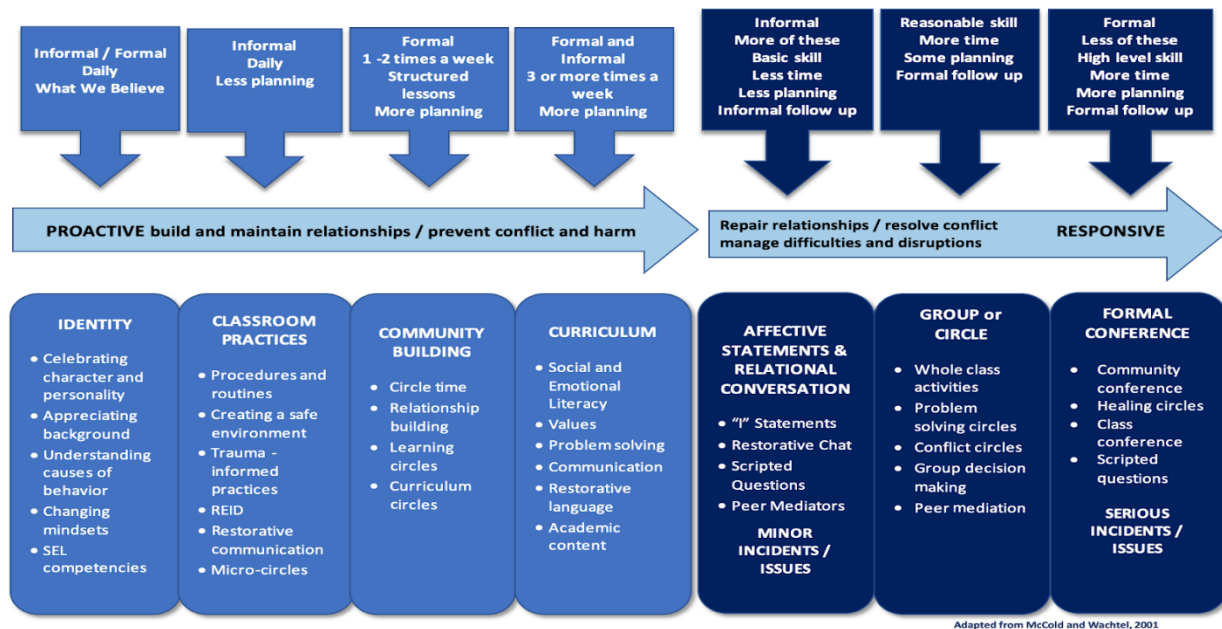 Informal / Formal
Daily
What We Believe
Informal
Daily
Less planning
Formal
1 -2 times a week
Structured
lessons
More planning
Formal and
Informal
3 or more times a
week
More planning
Informal
More of these
Basic skill
Less time
Less planning
Informal follow up
Reasonable skill
More time
Some planning
Formal follow up
Formal
Less of these
High level skill
More time
More planning
Formal follow up
PROACTIVE build and maintain relationships / prevent conflict and harm
Repair relationships / resolve conflict
manage difficulties and disruptions
RESPONSIVE
IDENTITY
• Celebrating
character and
personality
• Appreciating
background
• Understanding
causes of
behavior
• Changing
mindsets
• SEL
competencies
CLASSROOM
PRACTICES
• Procedures and
routines
• Creating a safe
environment
• Trauma -
informed
practices
• REID
• Restorative
communication
• Micro-circles
COMMUNITY
BUILDING
• Circle time
• Relationship
building
• Learning
circles
• Curriculum
circles
CURRICULUM
• Social and
Emotional
Literacy
• Values
• Problem solving
• Communication
• Restorative
language
• Academic
content
AFFECTIVE
STATEMENTS &
RELATIONAL
CONVERSATION
• “I” Statements
• Restorative Chat
• Scripted
Questions
• Peer Mediators
MINOR
INCIDENTS /
ISSUES
GROUP or
CIRCLE
• Whole class
activities
• Problem
solving circles
• Conflict circles
• Group decision
making
• Peer mediation
FORMAL
CONFERENCE
• Community
conference
• Healing circles
• Class
conference
• Scripted
questions
SERIOUS
INCIDENTS /
ISSUES
Adapted from McCold and Wachtel, 2001